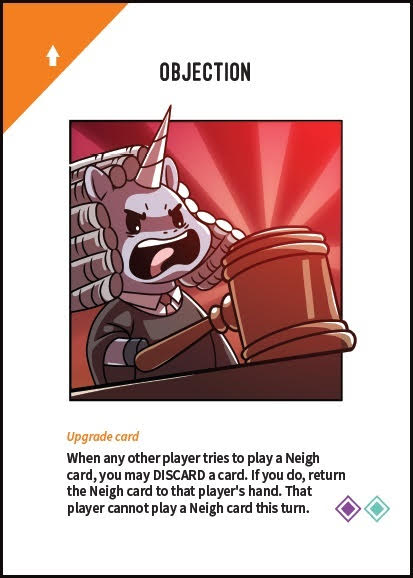 OBJECTION
Upgrade card
When any other player tries to play a Neigh
card, you may DISCARD a card. If you do, return
the Neigh card to that player's hand. That
player cannot play a Neigh card this turn.